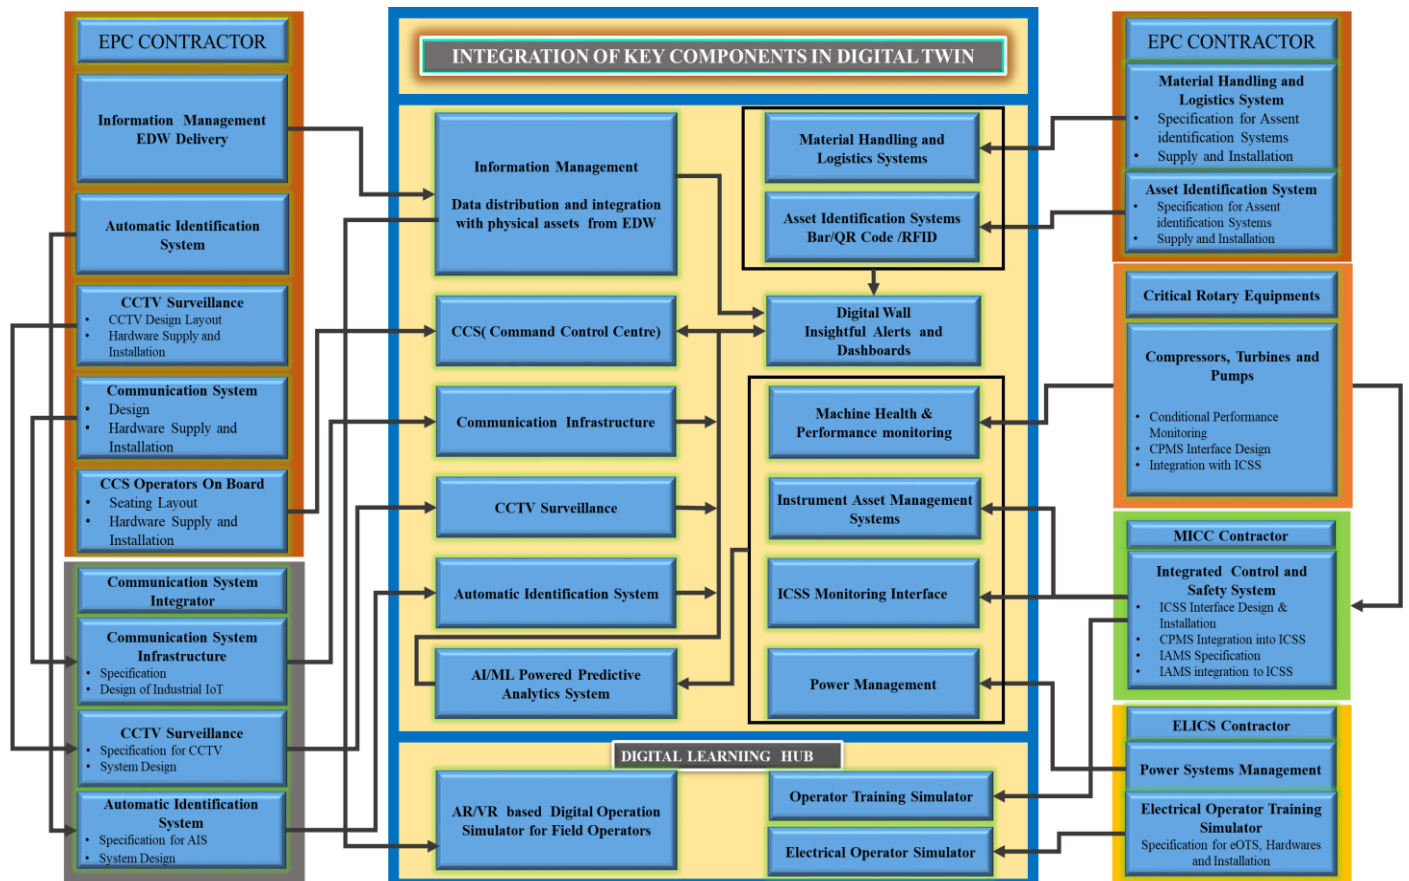 INTEGRATION OF KEY COMPONENTS IN DIGITAL TWIN
EPC CONTRACTOR
Information Management
EDW Delivery
Automatic Identification
System
CCTV Surveillance
• CCTV Design Layout
• Hardware Supply and
Installation
Communication System
• Design
• Hardware Supply and
Installation
CCS Operators On Board
• Seating Layout
• Hardware Supply and
Installation
Communication System
Integrator
Communication System
Infrastructure
• Specification
• Design of Industrial IoT
CCTV Surveillance
• Specification for CCTV
• System Design
Automatic Identification
System
• Specification for AIS
• System Design
Information Management
Data distribution and integration
with physical assets from EDW
CCS( Command Control Centre)
Communication Infrastructure
CCTV Surveillance
Automatic Identification System
AI/ML Powered Predictive
Analytics System
Material Handling and
Logistics Systems
Asset Identification Systems
Bar/QR Code /RFID
Digital Wall
Insightful Alerts and
Dashboards
Machine Health &
Performance monitoring
Instrument Asset Management
Systems
ICSS Monitoring Interface
Power Management
DIGITAL LEARNIING HUB
AR/VR based Digital Operation
Simulator for Field Operators
Operator Training Simulator
Electrical Operator Simulator
EPC CONTRACTOR
Material Handling and
Logistics System
• Specification for Assent
identification Systems
• Supply and Installation
Asset Identification System
• Specification for Assent
identification Systems
• Supply and Installation
Critical Rotary Equipments
Compressors, Turbines and
Pumps
• Conditional Performance
Monitoring
• CPMS Interface Design
• Integration with ICSS
MICC Contractor
Integrated Control and
Safety System
• ICSS Interface Design &
Installation
• CPMS Integration into ICSS
• IAMS Specification
• IAMS integration to ICSS
ELICS Contractor
Power Systems Management
Electrical Operator Training
Simulator
Specification for eOTS, Hardwares
and Installation